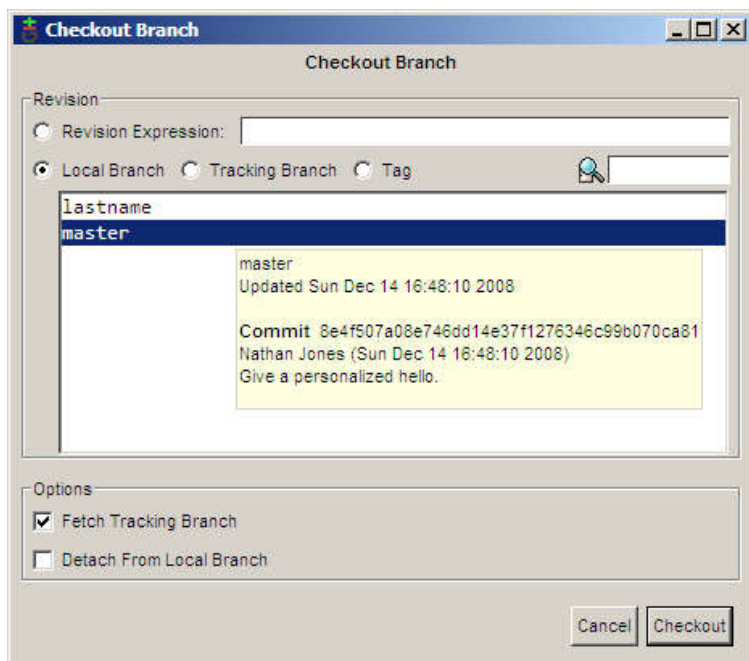 Checkout Branch
Checkout Branch
Revision
Revision Expression:
Local Branch Tracking Branch Tag
lastname
master
master
Updated Sun Dec 14 16:48:10 2008
Commit 8e4f507a08e746dd14e37f1276346c99b070ca81
Nathan Jones (Sun Dec 14 16:48:10 2008)
Give a personalized hello.
Options
Fetch Tracking Branch
Detach From Local Branch
Cancel Checkout